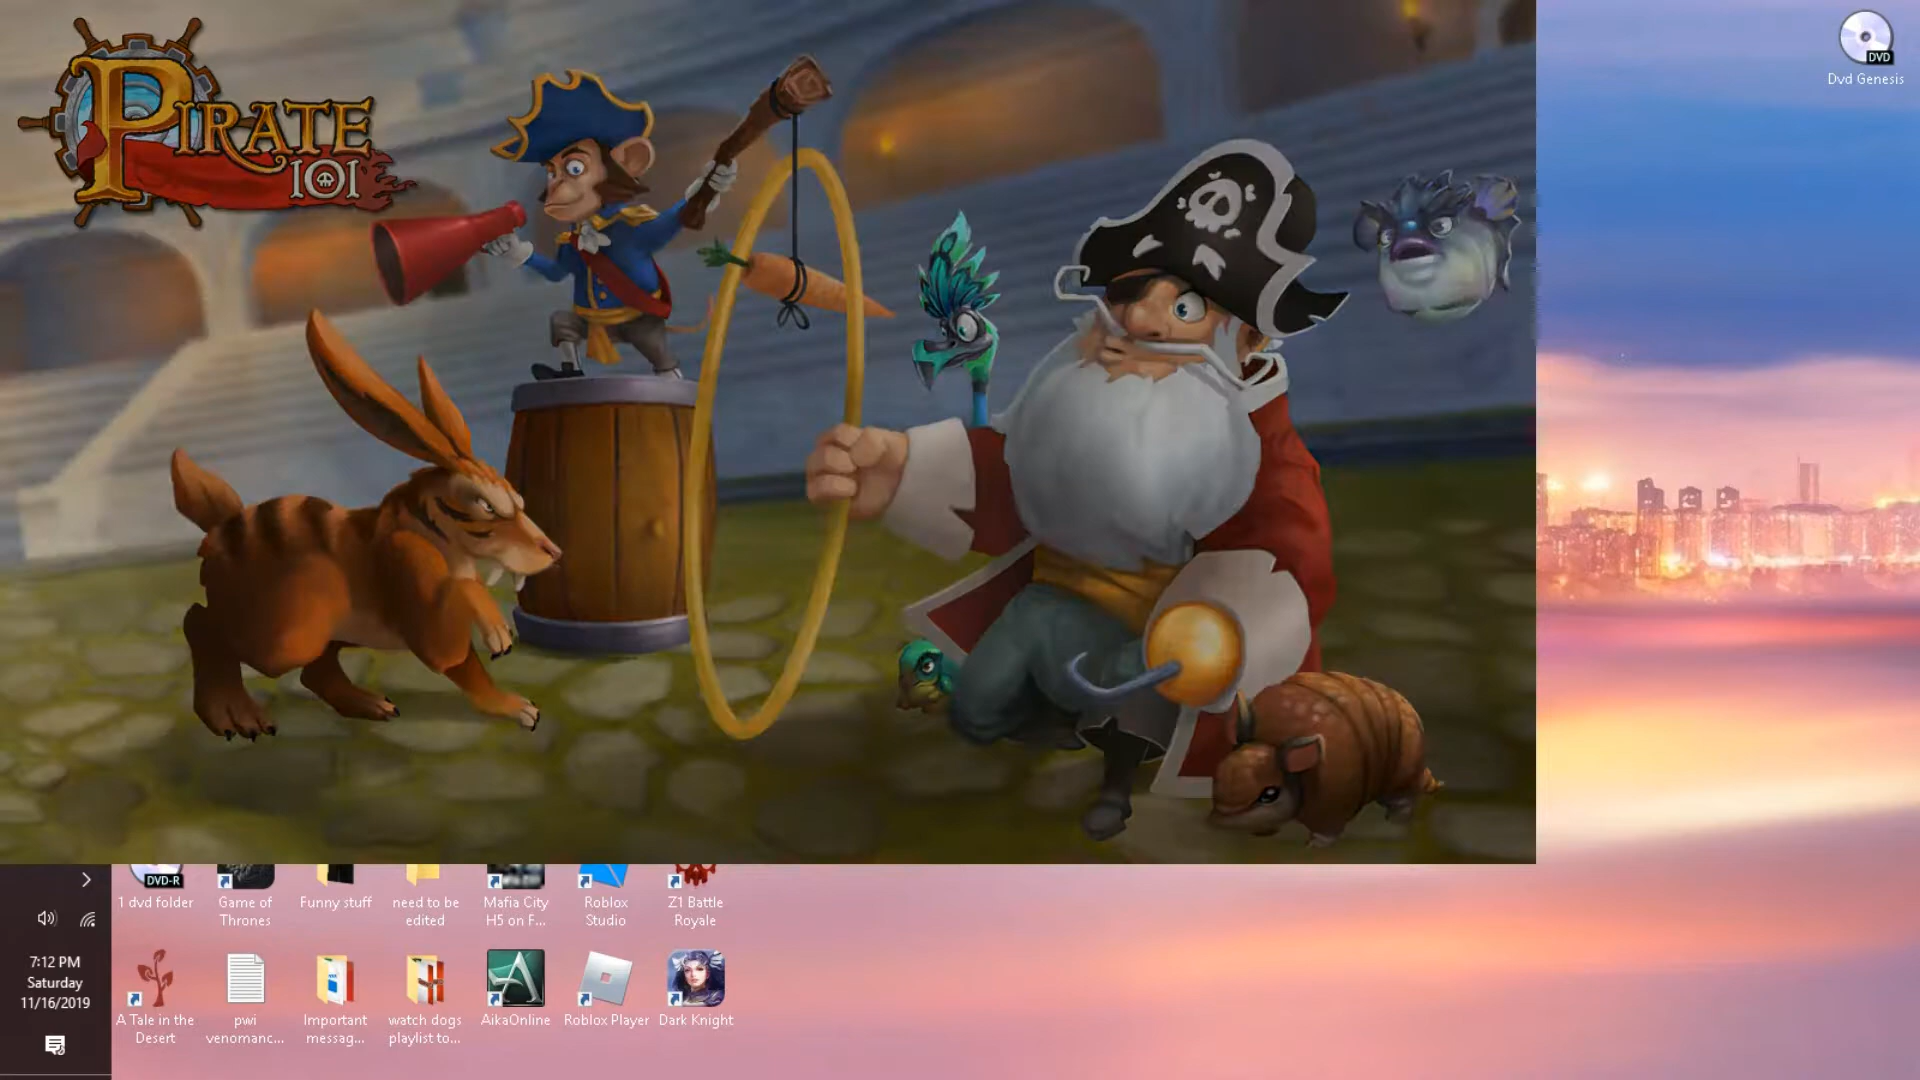 PIRATE
101
DVD
Dvd Genesis
DVD-R
1 dvd folder
Game of
Thrones
Funny stuff
need to be
edited
Mafia City
H5 on F...
Roblox
Studio
Z1 Battle
Royale
7:12 PM
Saturday
11/16/2019
A Tale in the
Desert
pwi
venomanc...
Important
messag...
watch dogs
playlist to...
AikaOnline
Roblox Player
Dark Knight